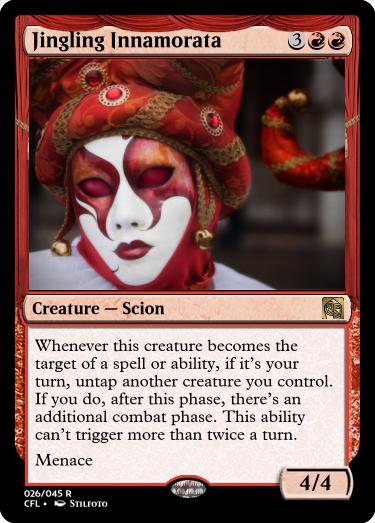 Jingling Innamorata 3
Creature — Scion
Whenever this creature becomes the
target of a spell or ability, if it's your
turn, untap another creature you control.
If you do, after this phase, there's an
additional combat phase. This ability
can't trigger more than twice a turn.
Menace
4/4
026/045 R
CFL • STILFOTO